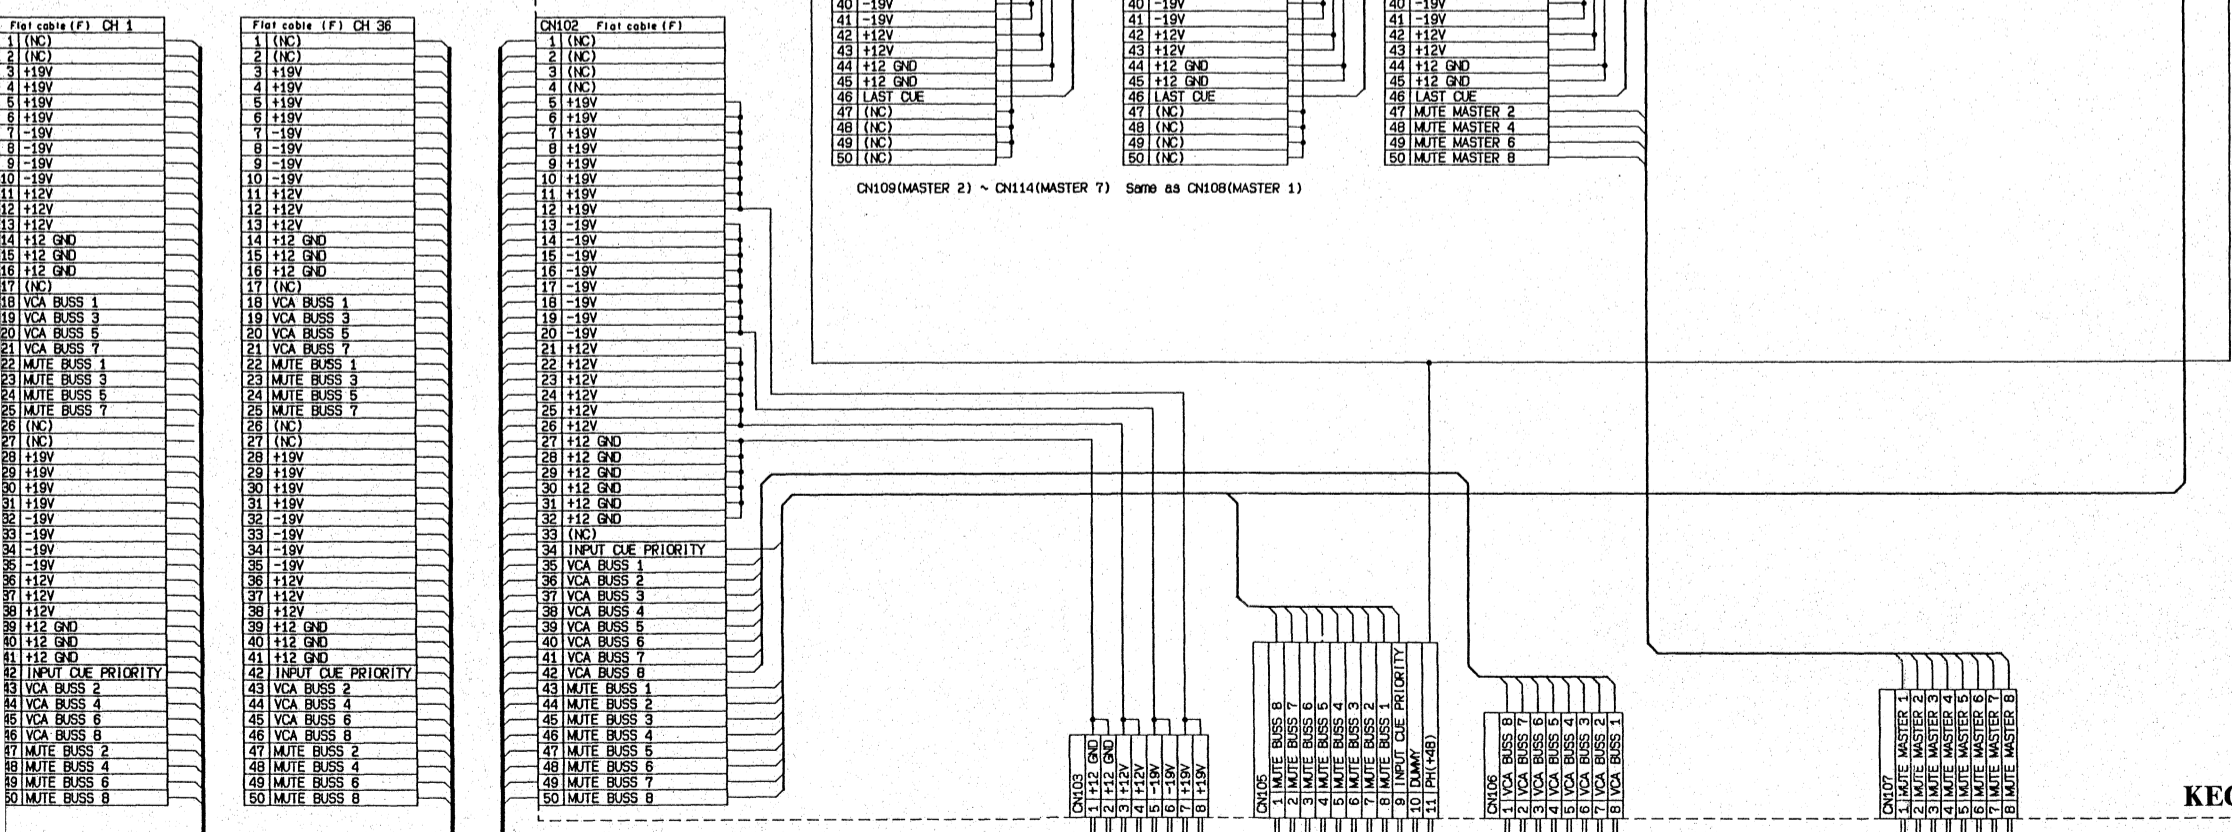 Flat cable (F) CH 1
1 (NC)
2 (NC)
3 +19V
4 +19V
5 +19V
6 +19V
7 -19V
8 -19V
9 -19V
10 -19V
11 +12V
12 +12V
13 +12V
14 +12 GND
15 +12 GND
16 +12 GND
17 (NC)
18 VCA BUSS 1
19 VCA BUSS 3
20 VCA BUSS 5
21 VCA BUSS 7
22 MUTE BUSS 1
23 MUTE BUSS 3
24 MUTE BUSS 5
25 MUTE BUSS 7
26 (NC)
27 (NC)
28 +19V
29 +19V
30 +19V
31 +19V
32 -19V
33 -19V
34 -19V
35 -19V
36 +12V
37 +12V
38 +12V
39 +12 GND
40 +12 GND
41 +12 GND
42 INPUT CUE PRIORITY
43 VCA BUSS 2
44 VCA BUSS 4
45 VCA BUSS 6
46 VCA BUSS 8
47 MUTE BUSS 2
48 MUTE BUSS 4
49 MUTE BUSS 6
50 MUTE BUSS 8
Flat cable (F) CH 36
1 (NC)
2 (NC)
3 +19V
4 +19V
5 +19V
6 +19V
7 -19V
8 -19V
9 -19V
10 -19V
11 +12V
12 +12V
13 +12V
14 +12 GND
15 +12 GND
16 +12 GND
17 (NC)
18 VCA BUSS 1
19 VCA BUSS 3
20 VCA BUSS 5
21 VCA BUSS 7
22 MUTE BUSS 1
23 MUTE BUSS 3
24 MUTE BUSS 5
25 MUTE BUSS 7
26 (NC)
27 (NC)
28 +19V
29 +19V
30 +19V
31 +19V
32 -19V
33 -19V
34 -19V
35 -19V
36 +12V
37 +12V
38 +12V
39 +12 GND
40 +12 GND
41 +12 GND
42 INPUT CUE PRIORITY
43 VCA BUSS 2
44 VCA BUSS 4
45 VCA BUSS 6
46 VCA BUSS 8
47 MUTE BUSS 2
48 MUTE BUSS 4
49 MUTE BUSS 6
50 MUTE BUSS 8
CN102 Flat cable (F)
1 (NC)
2 (NC)
3 (NC)
4 (NC)
5 +19V
6 +19V
7 +19V
8 +19V
9 +19V
10 +19V
11 +19V
12 +19V
13 -19V
14 -19V
15 -19V
16 -19V
17 -19V
18 -19V
19 -19V
20 -19V
21 +12V
22 +12V
23 +12V
24 +12V
25 +12V
26 +12V
27 +12 GND
28 +12 GND
29 +12 GND
30 +12 GND
31 +12 GND
32 +12 GND
33 (NC)
34 INPUT CUE PRIORITY
35 VCA BUSS 1
36 VCA BUSS 2
37 VCA BUSS 3
38 VCA BUSS 4
39 VCA BUSS 5
40 VCA BUSS 6
41 VCA BUSS 7
42 VCA BUSS 8
43 MUTE BUSS 1
44 MUTE BUSS 2
45 MUTE BUSS 3
46 MUTE BUSS 4
47 MUTE BUSS 5
48 MUTE BUSS 6
49 MUTE BUSS 7
50 MUTE BUSS 8
40 -19V
41 -19V
42 +12V
43 +12V
44 +12 GND
45 +12 GND
46 LAST CUE
47 (NC)
48 (NC)
49 (NC)
50 (NC)
40 -19V
41 -19V
42 +12V
43 +12V
44 +12 GND
45 +12 GND
46 LAST CUE
47 (NC)
48 (NC)
49 (NC)
50 (NC)
40 -19V
41 -19V
42 +12V
43 +12V
44 +12 GND
45 +12 GND
46 LAST CUE
47 MUTE MASTER 2
48 MUTE MASTER 4
49 MUTE MASTER 6
50 MUTE MASTER 8
CN109(MASTER 2) ~ CN114(MASTER 7) Same as CN108(MASTER 1)
CN103
1 +12 GND
2 +12 GND
3 +12V
4 +12V
5 -19V
6 -19V
7 +19V
8 +19V
CN105
1 MUTE BUSS 8
2 MUTE BUSS 7
3 MUTE BUSS 6
4 MUTE BUSS 5
5 MUTE BUSS 4
6 MUTE BUSS 3
7 MUTE BUSS 2
8 MUTE BUSS 1
9 INPUT CUE PRIORITY
10 DUMMY
11 PH(+48)
CN106
1 VCA BUSS 8
2 VCA BUSS 7
3 VCA BUSS 6
4 VCA BUSS 5
5 VCA BUSS 4
6 VCA BUSS 3
7 VCA BUSS 2
8 VCA BUSS 1
CN107
1 MUTE MASTER 1
2 MUTE MASTER 2
3 MUTE MASTER 3
4 MUTE MASTER 4
5 MUTE MASTER 5
6 MUTE MASTER 6
7 MUTE MASTER 7
8 MUTE MASTER 8